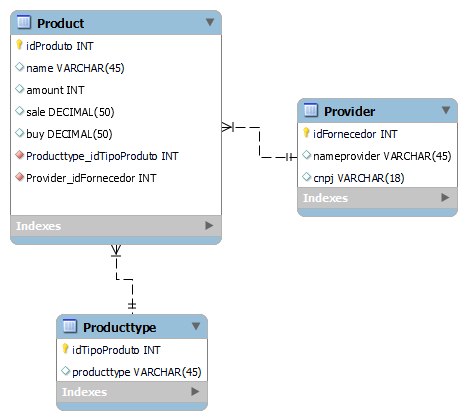 Product
idProduto INT
name VARCHAR(45)
amount INT
sale DECIMAL(50)
buy DECIMAL(50)
Producttype_idTipoProduto INT
Provider_idFornecedor INT
Indexes
Provider
idFornecedor INT
nameprovider VARCHAR(45)
cnpj VARCHAR(18)
Indexes
Producttype
idTipoProduto INT
producttype VARCHAR(45)
Indexes